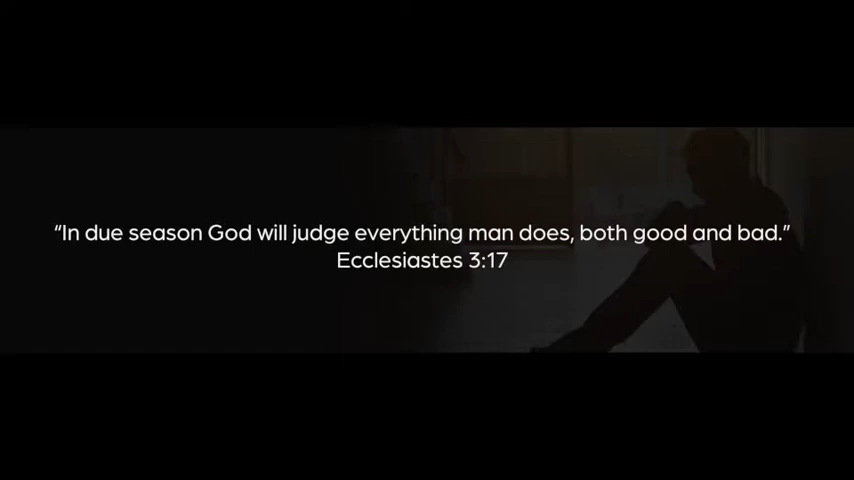 “In due season God will judge everything man does, both good and bad.”
Ecclesiastes 3:17